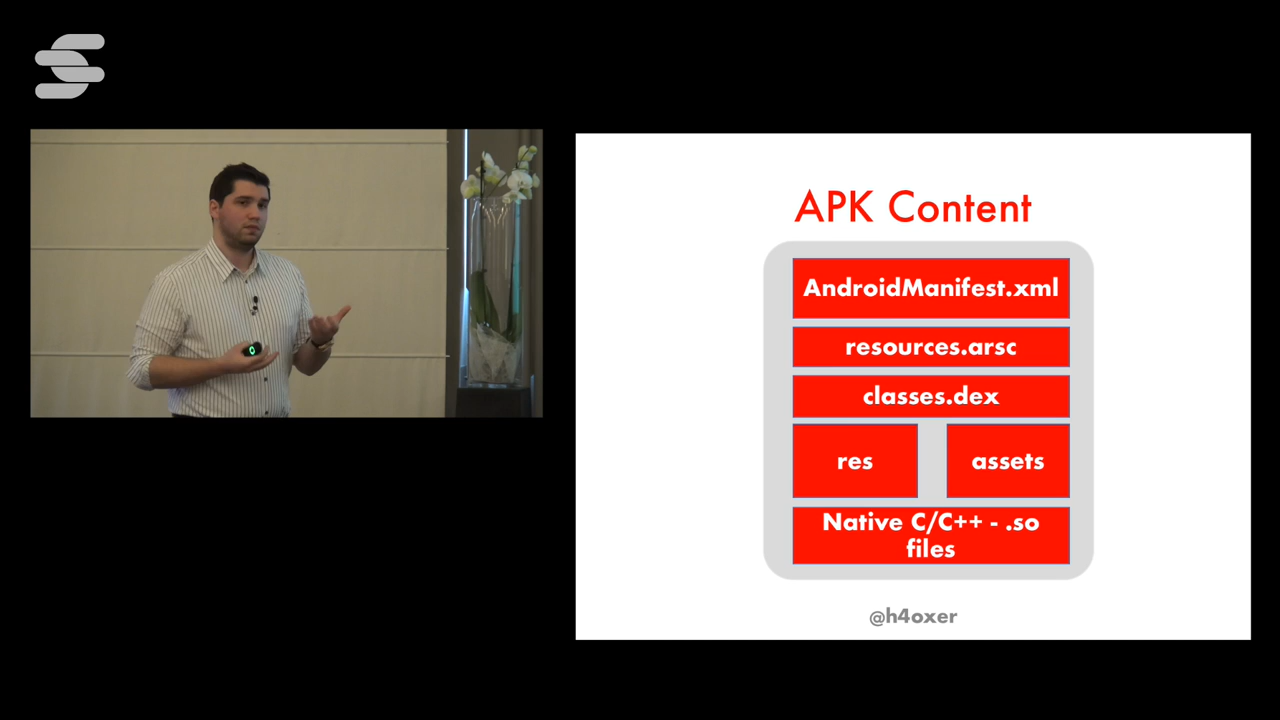 APK Content
AndroidManifest.xml
resources.arsc
classes.dex
res
assets
Native C/C++ - .so
files
@h4oxer